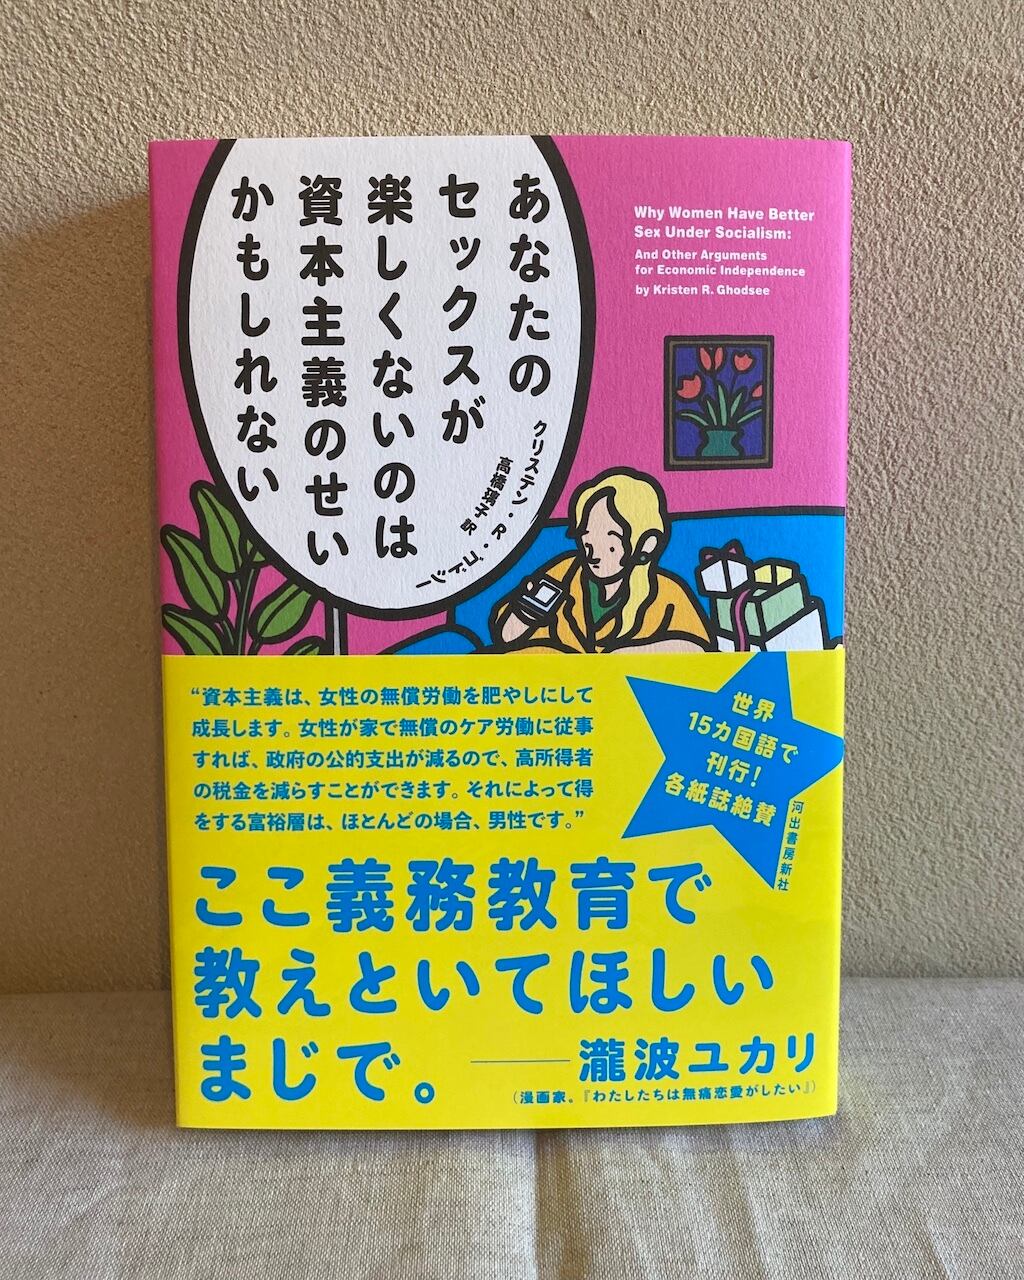 あなたの
セックスが
楽しくないのは
資本主義のせい
かもしれない
クリステン・R・ゴドシー
高橋璃子 訳
Why Women Have Better
Sex Under Socialism:
And Other Arguments
for Economic Independence
by Kristen R. Ghodsee
“資本主義は、女性の無償労働を肥やしにして
成長します。女性が家で無償のケア労働に従事
すれば、政府の公的支出が減るので、高所得者
の税金を減らすことができます。それによって得
をする富裕層は、ほとんどの場合、男性です。”
世界
15カ国語で
刊行!
各紙誌絶賛
河出書房新社
ここ義務教育で
教えといてほしい
まじで。
——瀧波ユカリ
(漫画家。『わたしたちは無痛恋愛がしたい』)